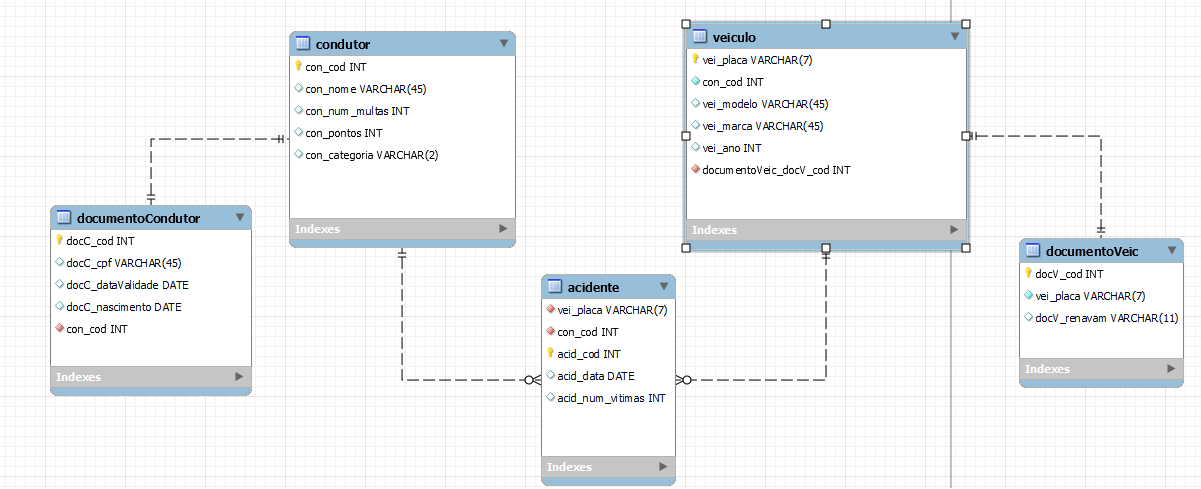 condutor
con_cod INT
con_nome VARCHAR(45)
con_num_multas INT
con_pontos INT
con_categoria VARCHAR(2)
Indexes
veiculo
vei_placa VARCHAR(7)
con_cod INT
vei_modelo VARCHAR(45)
vei_marca VARCHAR(45)
vei_ano INT
documentoVeic_docV_cod INT
Indexes
documentoCondutor
docC_cod INT
docC_cpf VARCHAR(45)
docC_dataValidade DATE
docC_nascimento DATE
con_cod INT
Indexes
acidente
vei_placa VARCHAR(7)
con_cod INT
acid_cod INT
acid_data DATE
acid_num_vitimas INT
Indexes
documentoVeic
docV_cod INT
vei_placa VARCHAR(7)
docV_renavam VARCHAR(11)
Indexes